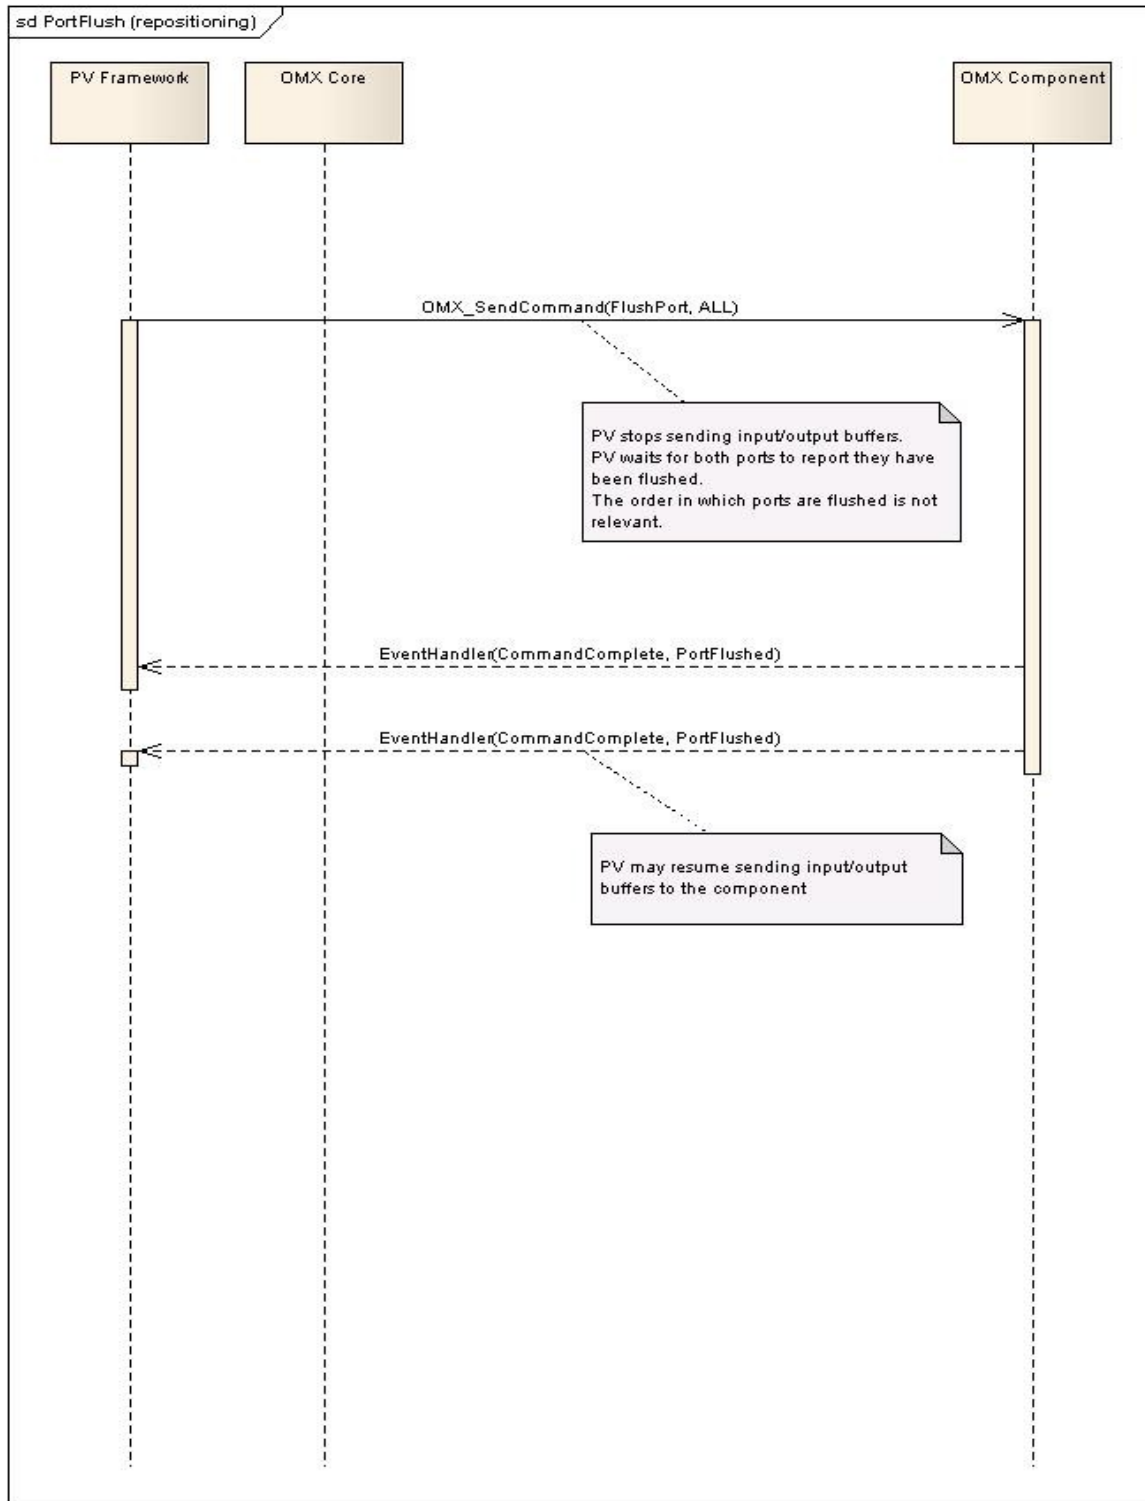 sd PortFlush (repositioning)
PV Framework
OMX Core
OMX Component
OMX_SendCommand(FlushPort, ALL)
PV stops sending input/output buffers.
PV waits for both ports to report they have
been flushed.
The order in which ports are flushed is not
relevant.
EventHandler(CommandComplete, PortFlushed)
EventHandler(CommandComplete, PortFlushed)
PV may resume sending input/output
buffers to the component